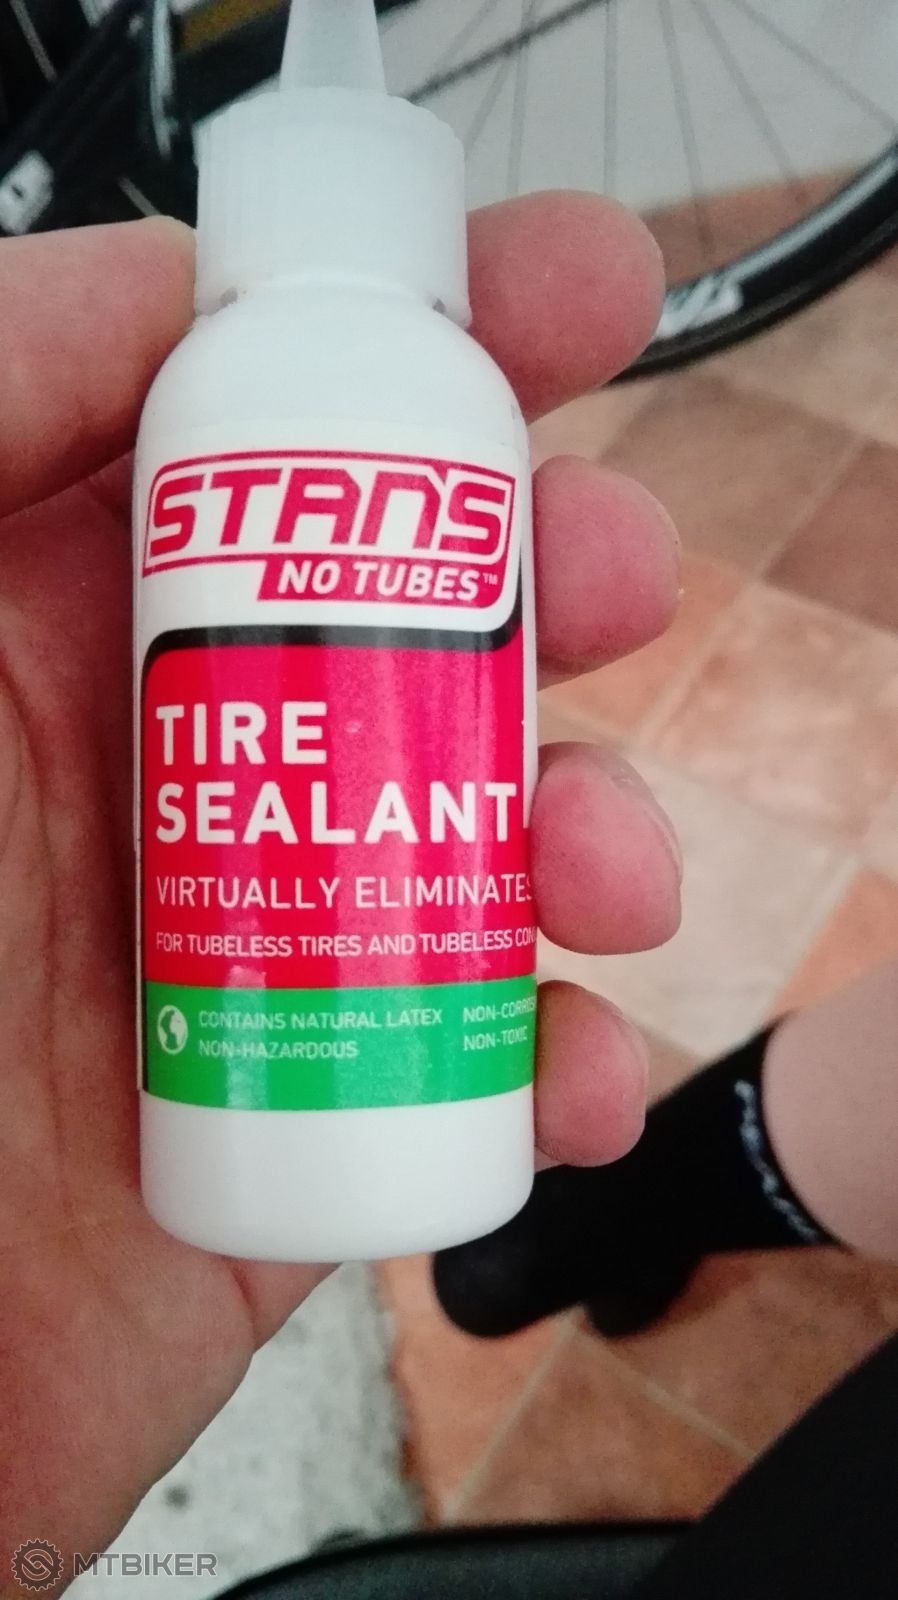 STANS
NO TUBES™
TIRE
SEALANT
VIRTUALLY ELIMINATES
FOR TUBELESS TIRES AND TUBELESS
CONTAINS NATURAL LATEX
NON-HAZARDOUS
NON-TOXIC
MTBIKER